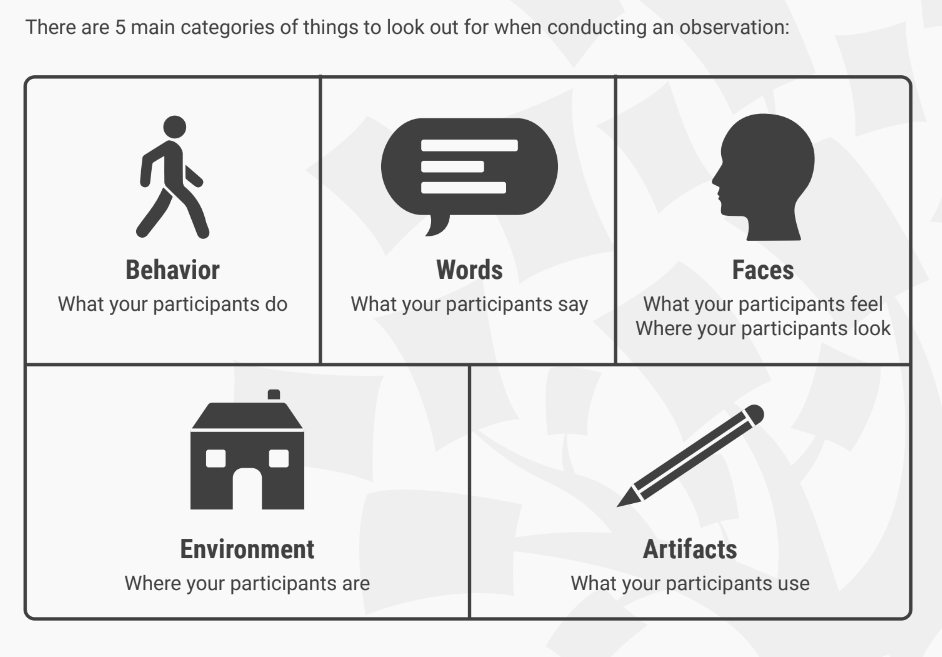 There are 5 main categories of things to look out for when conducting an observation:
Behavior
What your participants do
Words
What your participants say
Faces
What your participants feel
Where your participants look
Environment
Where your participants are
Artifacts
What your participants use